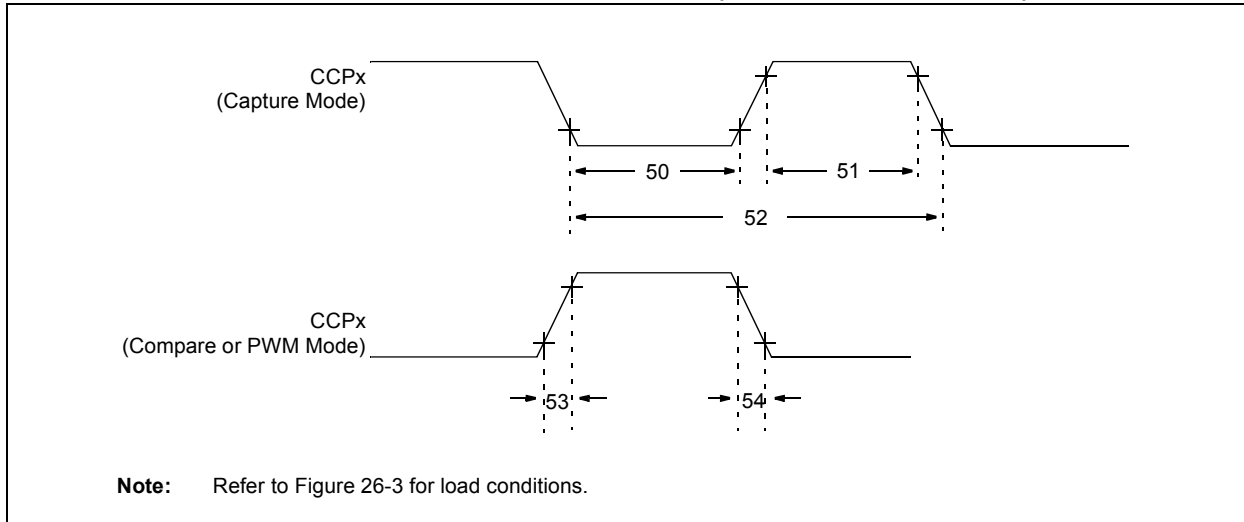 CCPx
(Capture Mode)
50
51
52
CCPx
(Compare or PWM Mode)
53
54
Note: Refer to Figure 26-3 for load conditions.